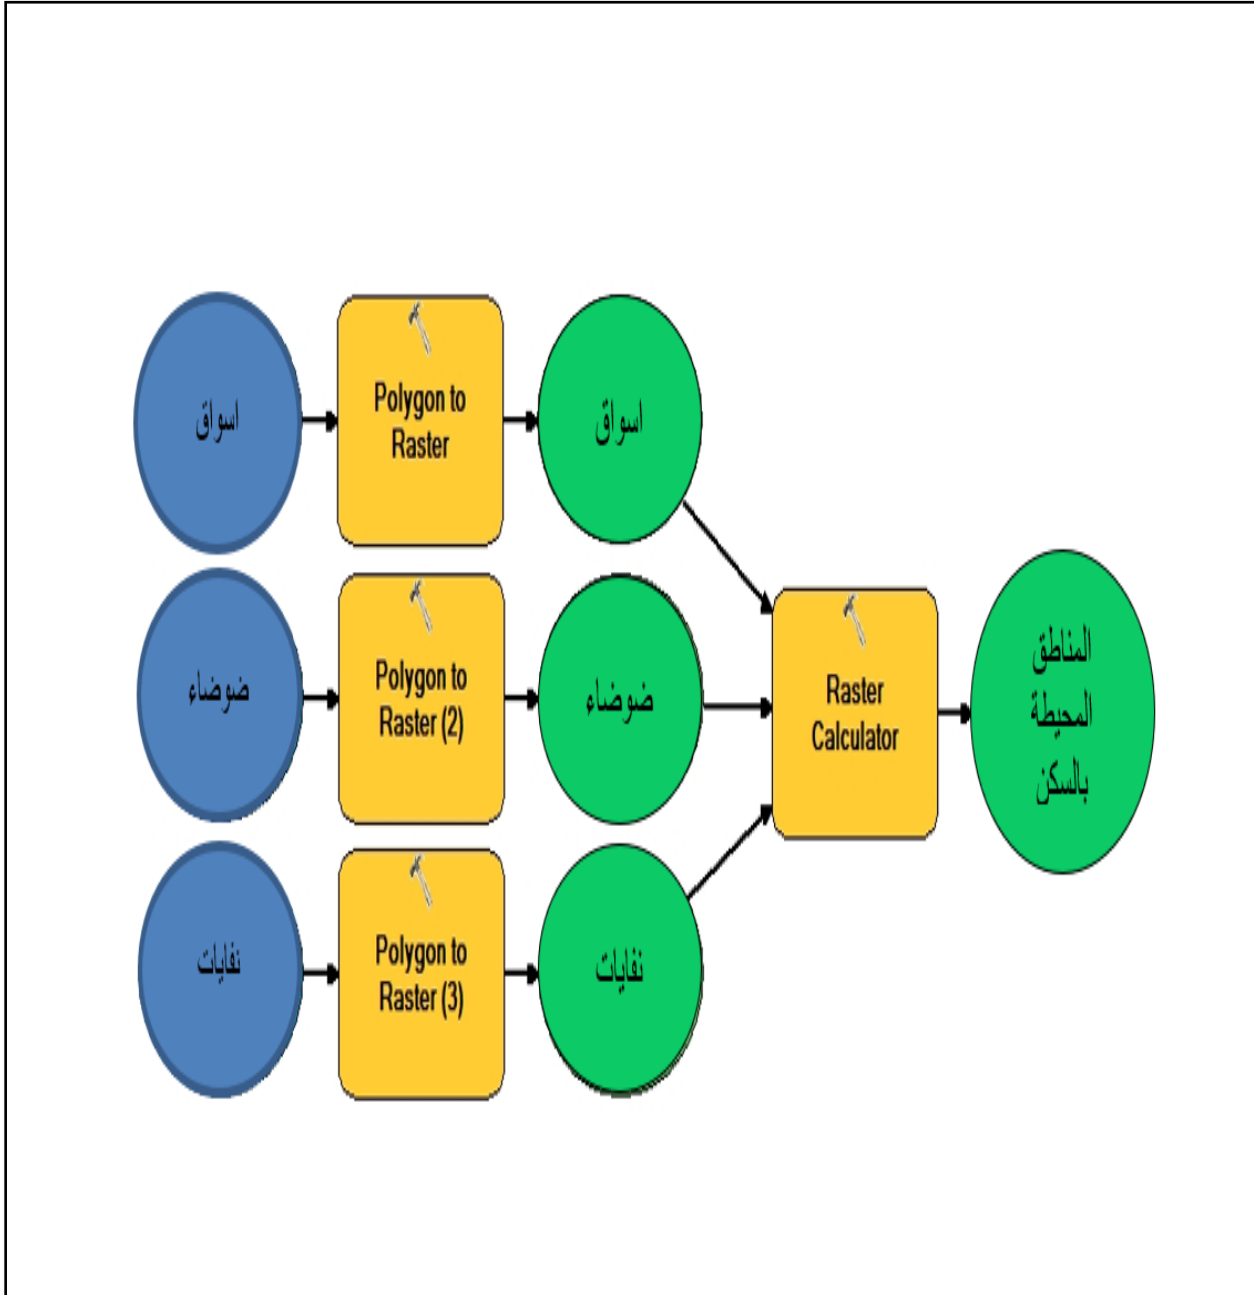 اسواق
Polygon to
Raster
اسواق
ضوضاء
Polygon to
Raster (2)
ضوضاء
نفايات
Polygon to
Raster (3)
نفايات
Raster
Calculator
المناطق
المحيطة
بالسكن